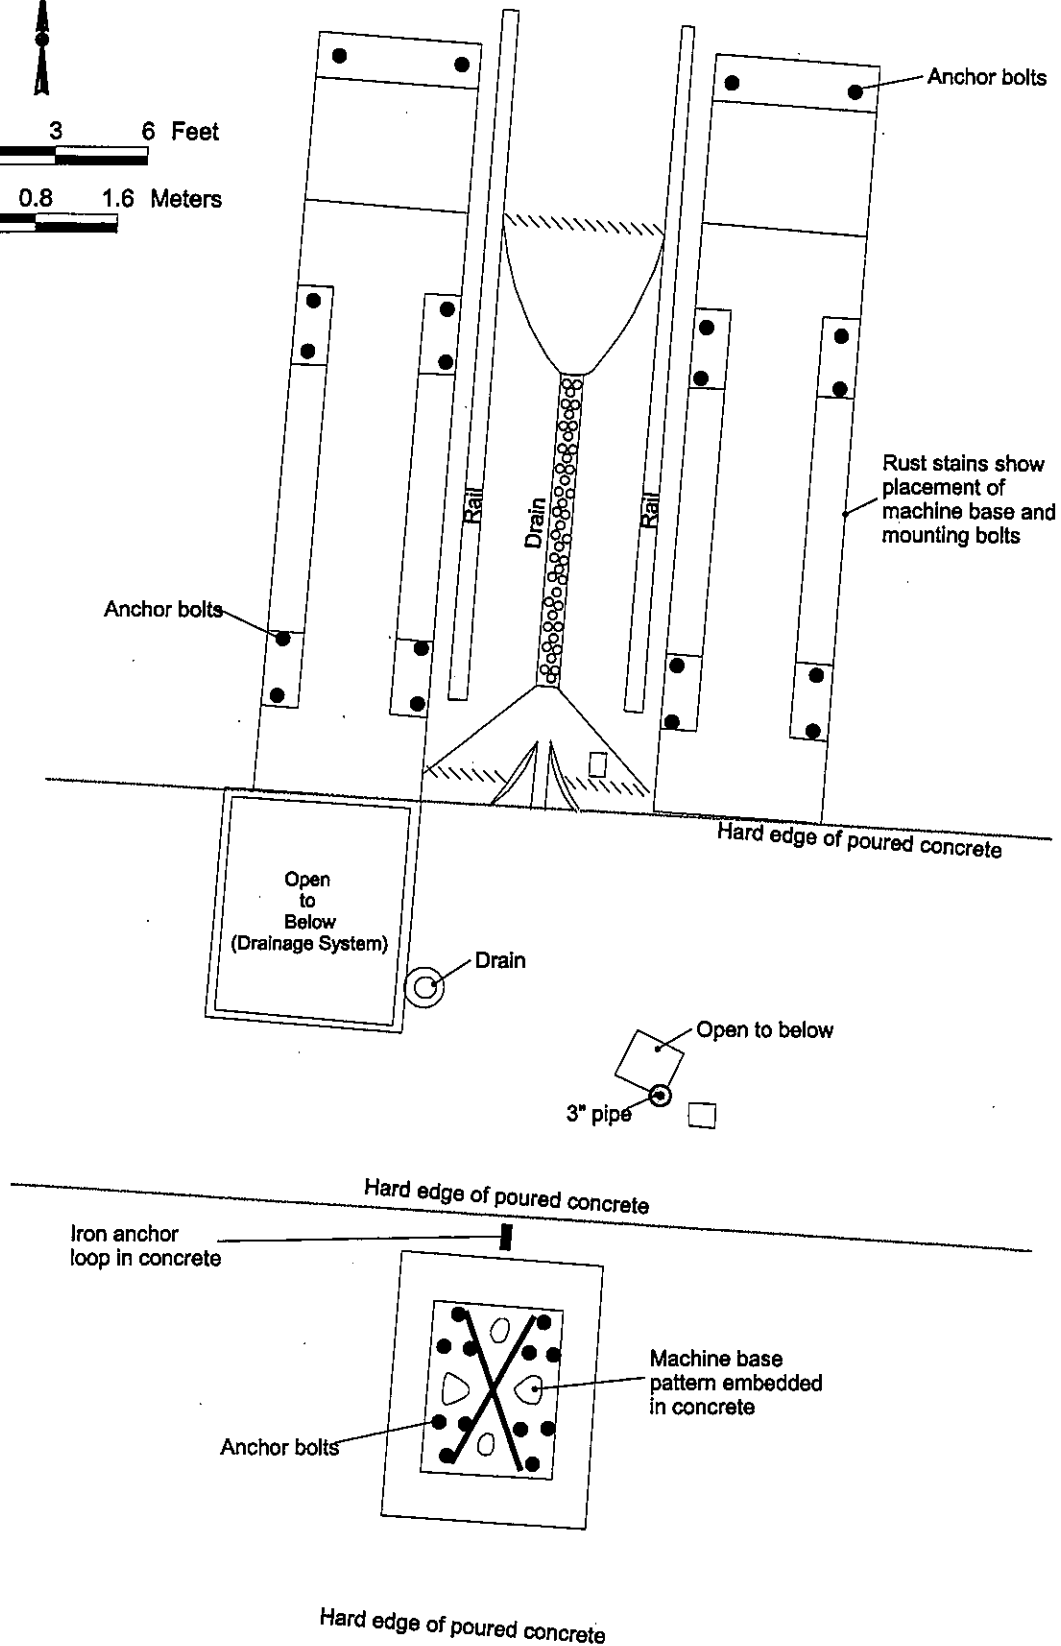 Anchor bolts
3 6 Feet
0.8 1.6 Meters
Rust stains show
placement of
machine base and
mounting bolts
Rail
Drain
Rail
Anchor bolts
Hard edge of poured concrete
Open
to
Below
(Drainage System)
Drain
Open to below
3" pipe
Hard edge of poured concrete
Iron anchor
loop in concrete
Machine base
pattern embedded
in concrete
Anchor bolts
Hard edge of poured concrete